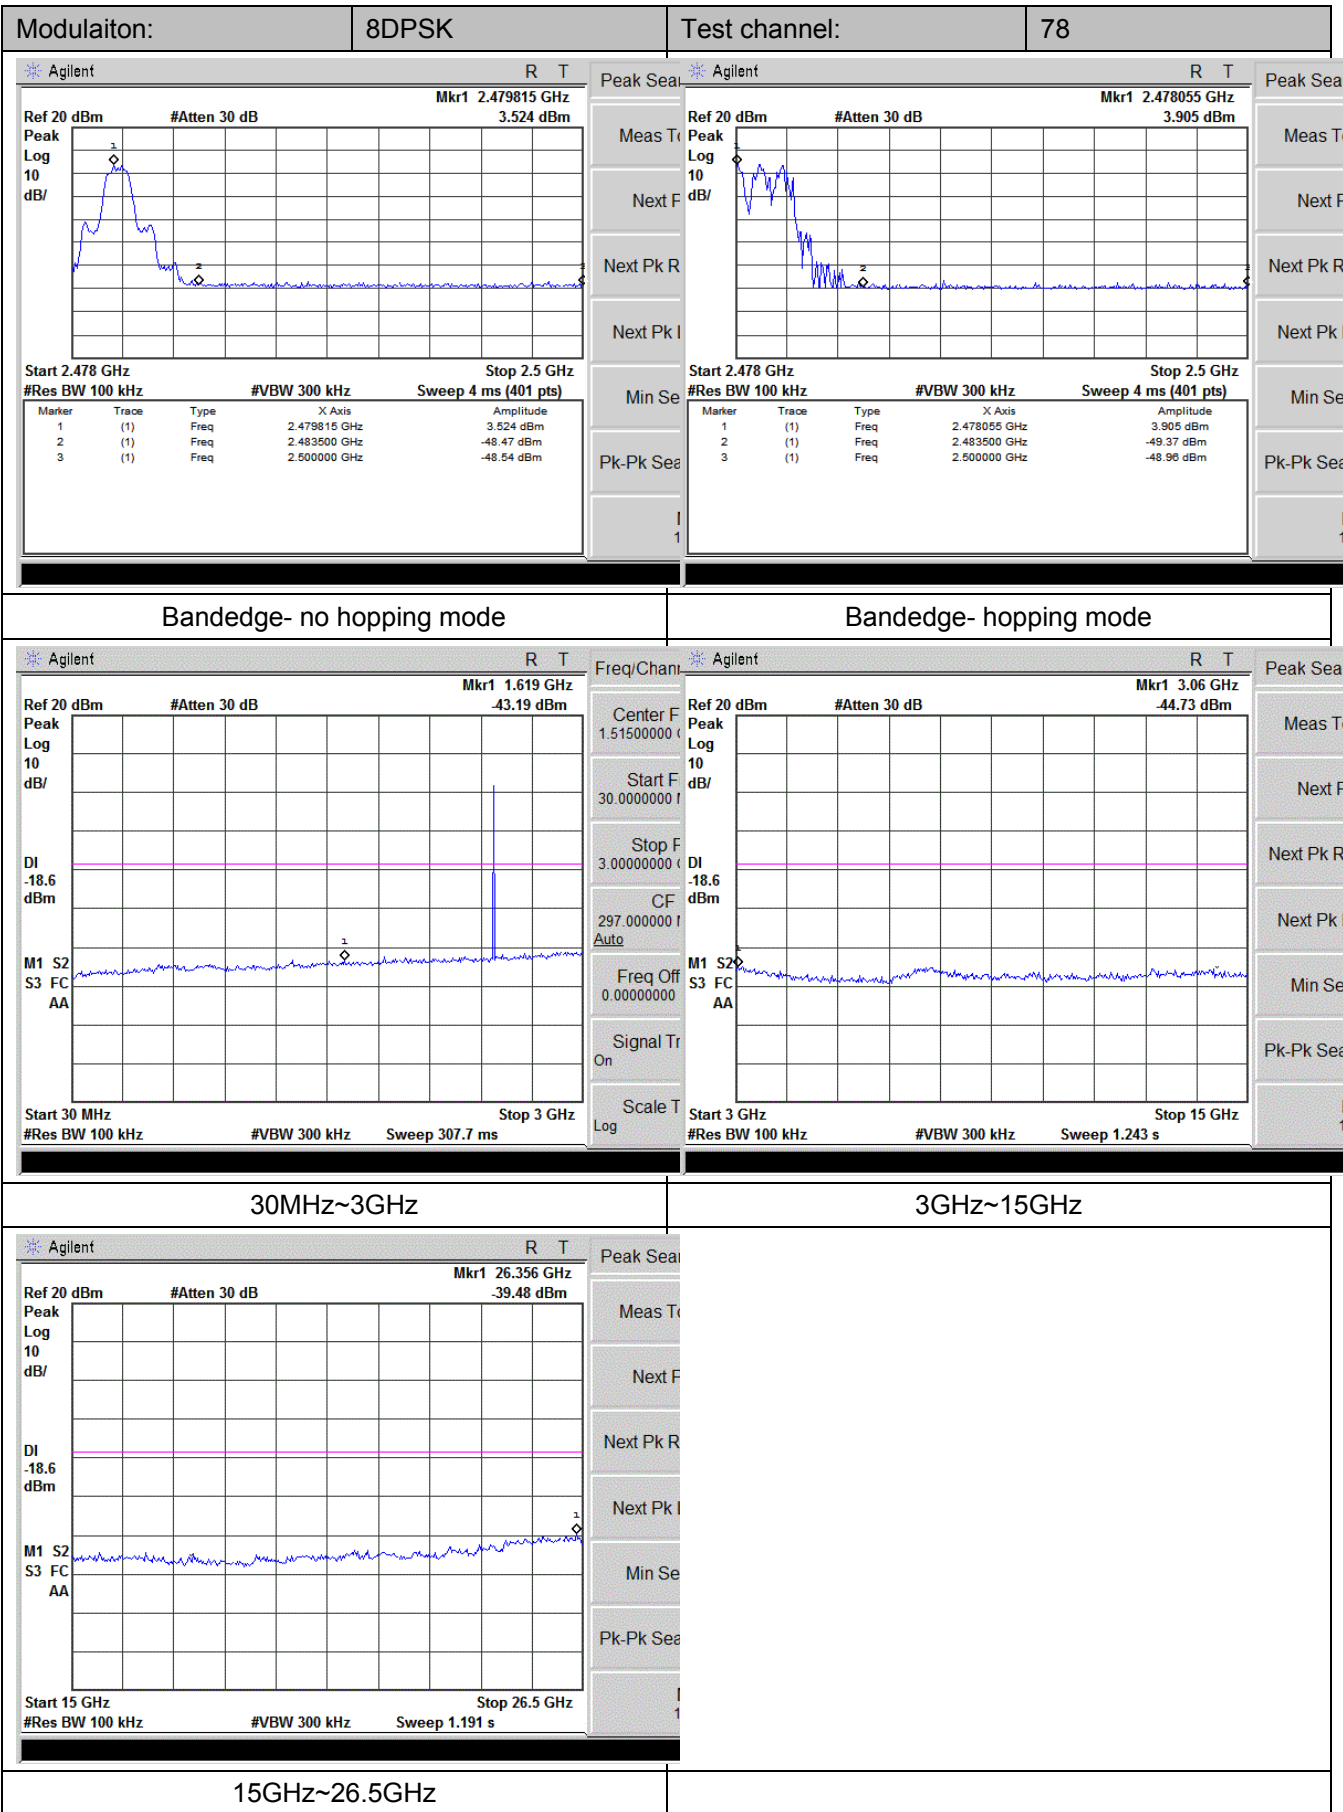 Modulaiton: 8DPSK Test channel: 78
Agilent R T
Mkr1 2.479815 GHz
Ref 20 dBm #Atten 30 dB 3.524 dBm
Peak
Log
10
dB/
1
2
Start 2.478 GHz Stop 2.5 GHz
#Res BW 100 kHz #VBW 300 kHz Sweep 4 ms (401 pts)
Marker Trace Type X Axis Amplitude
1 (1) Freq 2.479815 GHz 3.524 dBm
2 (1) Freq 2.483500 GHz -48.47 dBm
3 (1) Freq 2.500000 GHz -48.54 dBm
Peak Sea
Meas T
Next
Next Pk R
Next Pk
Min Se
Pk-Pk Sea
1
Agilent R T
Mkr1 2.478055 GHz
Ref 20 dBm #Atten 30 dB 3.905 dBm
Peak
Log
10
dB/
1
2
Start 2.478 GHz Stop 2.5 GHz
#Res BW 100 kHz #VBW 300 kHz Sweep 4 ms (401 pts)
Marker Trace Type X Axis Amplitude
1 (1) Freq 2.478055 GHz 3.905 dBm
2 (1) Freq 2.483500 GHz -49.37 dBm
3 (1) Freq 2.500000 GHz -48.96 dBm
Peak Sea
Meas T
Next
Next Pk R
Next Pk
Min Se
Pk-Pk Sea
Bandedge- no hopping mode Bandedge- hopping mode
Agilent R T
Mkr1 1.619 GHz
Ref 20 dBm #Atten 30 dB -43.19 dBm
Peak
Log
10
dB/
DI
-18.6
dBm
1
M1 S2
S3 FC
AA
Start 30 MHz Stop 3 GHz
#Res BW 100 kHz #VBW 300 kHz Sweep 307.7 ms
Freq/Chan
Center F
1.51500000
Start F
30.0000000
Stop F
3.00000000
CF
297.000000
Auto
Freq Off
0.00000000
Signal Tr
On
Scale T
Log
Agilent R T
Mkr1 3.06 GHz
Ref 20 dBm #Atten 30 dB -44.73 dBm
Peak
Log
10
dB/
DI
-18.6
dBm
1
M1 S2
S3 FC
AA
Start 3 GHz Stop 15 GHz
#Res BW 100 kHz #VBW 300 kHz Sweep 1.243 s
Peak Sea
Meas T
Next
Next Pk R
Next Pk
Min Se
Pk-Pk Sea
30MHz~3GHz 3GHz~15GHz
Agilent R T
Mkr1 26.356 GHz
Ref 20 dBm #Atten 30 dB -39.48 dBm
Peak
Log
10
dB/
DI
-18.6
dBm
1
M1 S2
S3 FC
AA
Start 15 GHz Stop 26.5 GHz
#Res BW 100 kHz #VBW 300 kHz Sweep 1.191 s
Peak Sea
Meas T
Next
Next Pk R
Next Pk
Min Se
Pk-Pk Sea
1
15GHz~26.5GHz